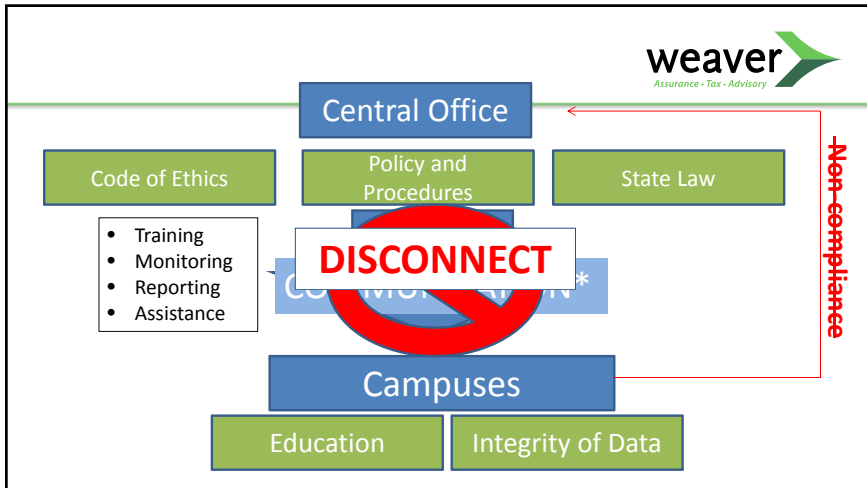 weaver
Assurance • Tax • Advisory
Central Office
Code of Ethics
Policy and
Procedures
State Law
Non-compliance
• Training
• Monitoring
• Reporting
• Assistance
DISCONNECT
Campuses
Education
Integrity of Data